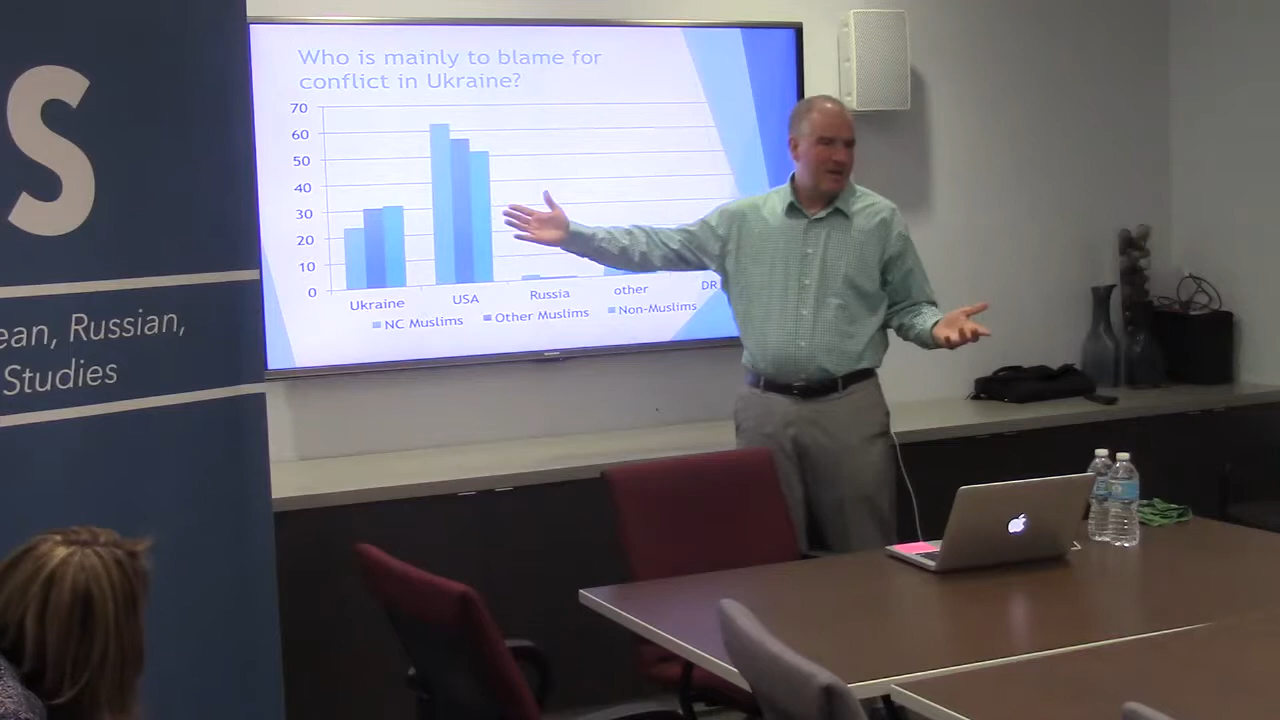 S
ean, Russian,
Studies
Who is mainly to blame for
conflict in Ukraine?
70
60
50
40
30
20
10
0
Ukraine USA Russia other DR
NC Muslims Other Muslims Non-Muslims